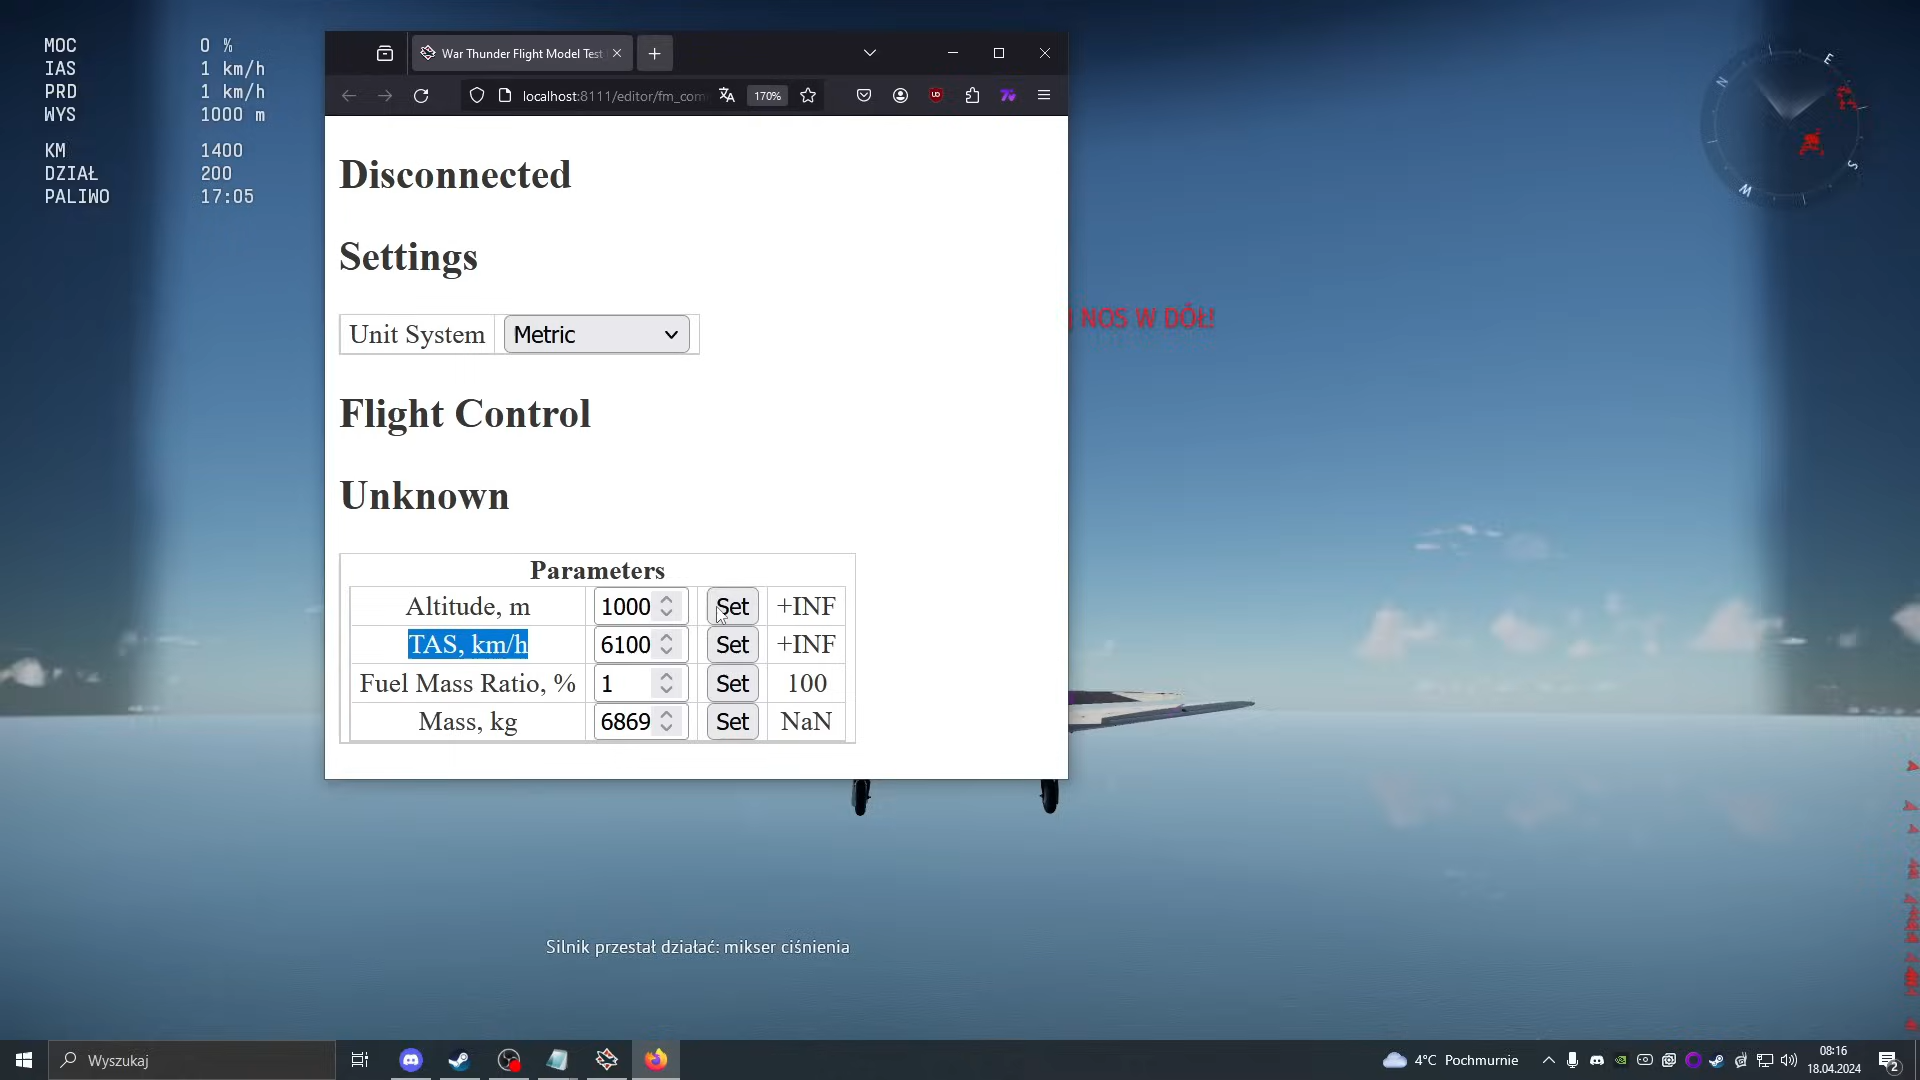 MOC 0 %
IAS 1 km/h
PRD 1 km/h
WYS 1000 m
KM 1400
DZIAŁ 200
PALIWO 17:05
War Thunder Flight Model Test
localhost:8111/editor/fm_com
170%
Disconnected
Settings
Unit System Metric
Flight Control
Unknown
Parameters
Altitude, m 1000 Set +INF
TAS, km/h 6100 Set +INF
Fuel Mass Ratio, % 1 Set 100
Mass, kg 6869 Set NaN
NOS W DÓŁ!
N
E
S
W
Silnik przestał działać: mikser ciśnienia
Wyszukaj
4°C Pochmurnie
08:16
18.04.2024
2